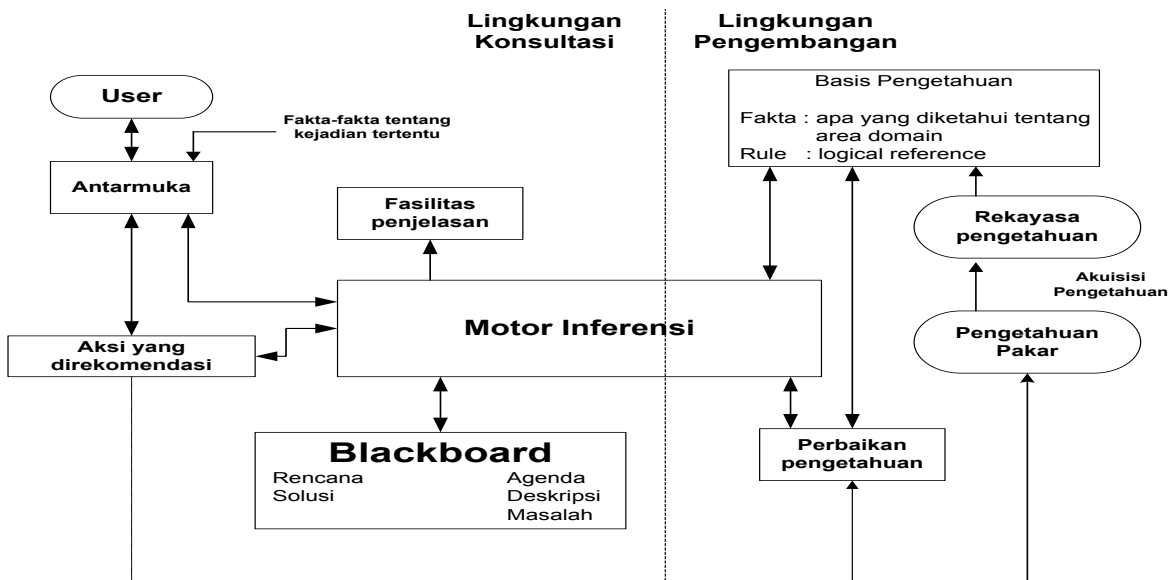 Lingkungan
Konsultasi
Lingkungan
Pengembangan
User
Fakta-fakta tentang
kejadian tertentu
Antarmuka
Fasilitas
penjelasan
Basis Pengetahuan
Fakta : apa yang diketahui tentang
area domain
Rule : logical reference
Rekayasa
pengetahuan
Akuisisi
Pengetahuan
Pengetahuan
Pakar
Motor Inferensi
Aksi yang
direkomendasi
Blackboard
Rencana
Solusi
Agenda
Deskripsi
Masalah
Perbaikan
pengetahuan